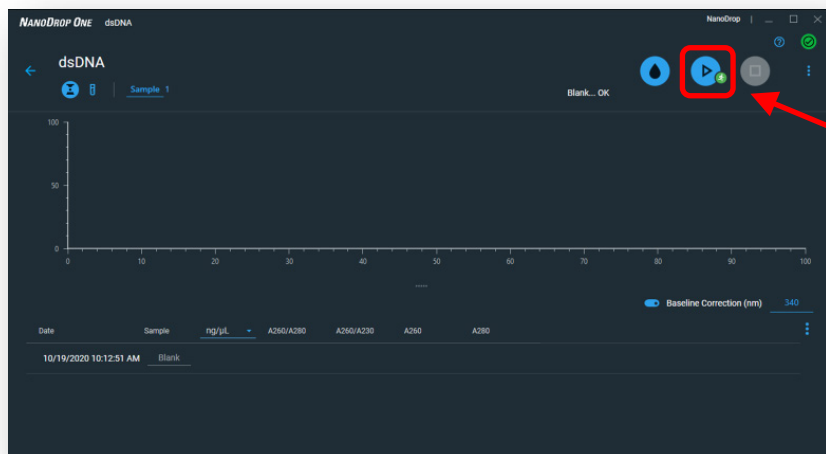 NANODROP ONE dsDNA NanoDrop
dsDNA
Sample 1
Blank... OK
100
50
0
0 10 20 30 40 50 60 70 80 90 100
Baseline Correction (nm) 340
Date Sample ng/µL A260/A280 A260/A230 A260 A280
10/19/2020 10:12:51 AM Blank